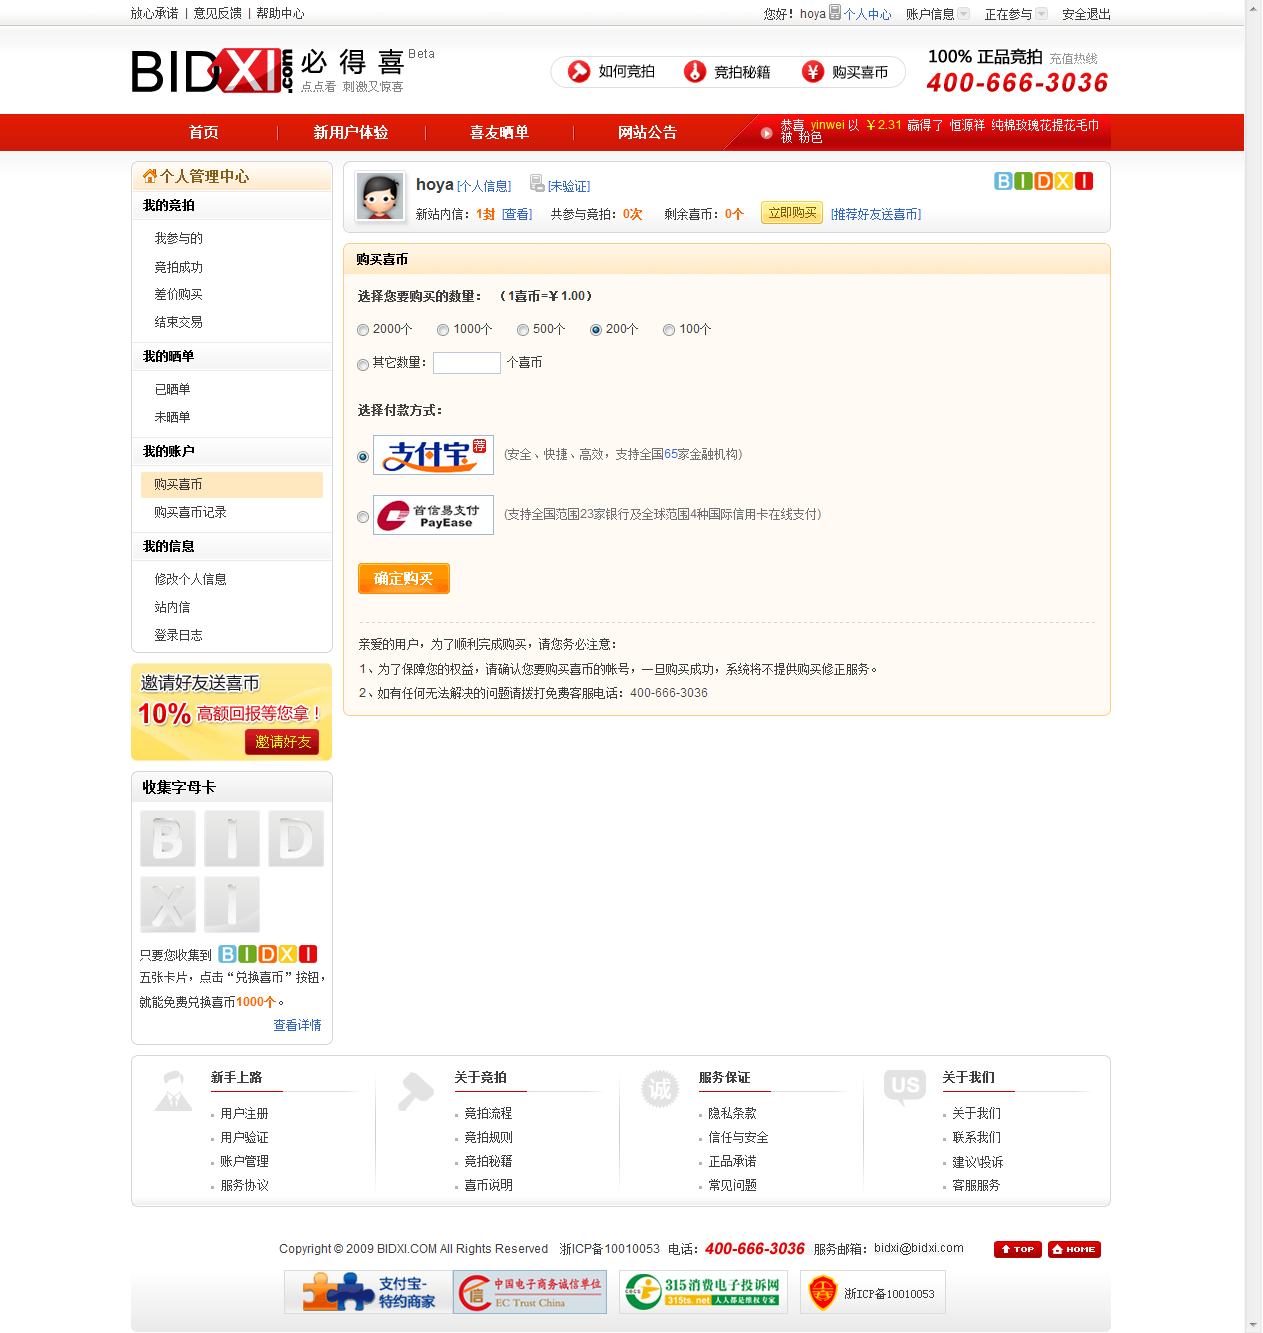 放心承诺 | 意见反馈 | 帮助中心
您好！hoya 个人中心 账户信息 正在参与 安全退出
BIDXI.com 必得喜 Beta
点点看 刺激又惊喜
如何竞拍 竞拍秘籍 购买喜币
100% 正品竞拍 充值热线
400-666-3036
首页 新用户体验 喜友晒单 网站公告
恭喜 yinwei 以 ￥2.31 赢得了 恒源祥 纯棉玫瑰花提花毛巾
被 粉色
个人管理中心
我的竞拍
我参与的
竞拍成功
差价购买
结束交易
我的晒单
已晒单
未晒单
我的账户
购买喜币
购买喜币记录
我的信息
修改个人信息
站内信
登录日志
邀请好友送喜币
10% 高额回报等您拿！
邀请好友
收集字母卡
B I D
X I
只要您收集到 BIDXI
五张卡片，点击“兑换喜币”按钮，
就能免费兑换喜币1000个。
查看详情
hoya [个人信息] [未验证]
BIDXI
新站内信：1封 [查看] 共参与竞拍：0次 剩余喜币：0个 立即购买 [推荐好友送喜币]
购买喜币
选择您要购买的数量： （1喜币=￥1.00）
2000个 1000个 500个 200个 100个
其它数量： 个喜币
选择付款方式：
支付宝 荐 (安全、快捷、高效，支持全国65家金融机构)
首信易支付
PayEase
(支持全国范围23家银行及全球范围4种国际信用卡在线支付)
确定购买
亲爱的用户，为了顺利完成购买，请您务必注意：
1、为了保障您的权益，请确认您要购买喜币的帐号，一旦购买成功，系统将不提供购买修正服务。
2、如有任何无法解决的问题请拨打免费客服电话：400-666-3036
新手上路
用户注册
用户验证
账户管理
服务协议
关于竞拍
竞拍流程
竞拍规则
竞拍秘籍
喜币说明
诚
服务保证
隐私条款
信任与安全
正品承诺
常见问题
US
关于我们
关于我们
联系我们
建议\投诉
客服服务
Copyright © 2009 BIDXI.COM All Rights Reserved 浙ICP备10010053 电话：400-666-3036 服务邮箱：bidxi@bidxi.com TOP HOME
支付宝-
特约商家
信 中国电子商务诚信单位
EC Trust China
CECS 315消费电子投诉网
315ts.net 人人都是维权专家
浙ICP备10010053